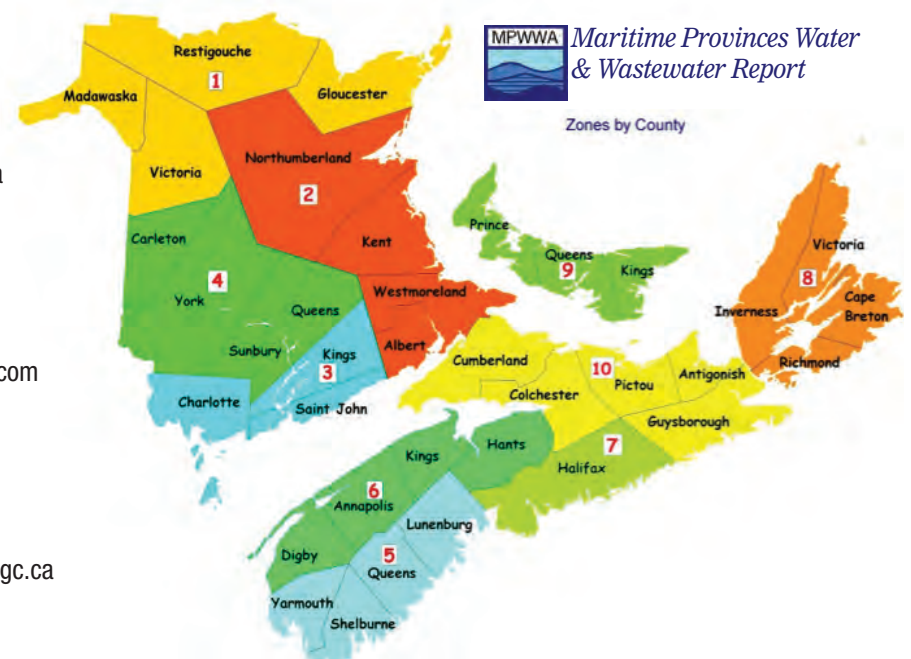 MPWWA
Maritime Provinces Water
& Wastewater Report
Zones by County
Restigouche
1
Madawaska
Gloucester
Victoria
Northumberland
2
Kent
Carleton
4
York
Queens
Sunbury
Westmoreland
Albert
Kings
3
Charlotte
Saint John
Prince
Queens
9
Kings
Victoria
8
Inverness
Cape
Breton
Richmond
Cumberland
10
Colchester
Pictou
Antigonish
Guysborough
7
Halifax
Hants
Kings
6
Annapolis
Digby
Lunenburg
5
Queens
Yarmouth
Shelburne
a
com
gc.ca